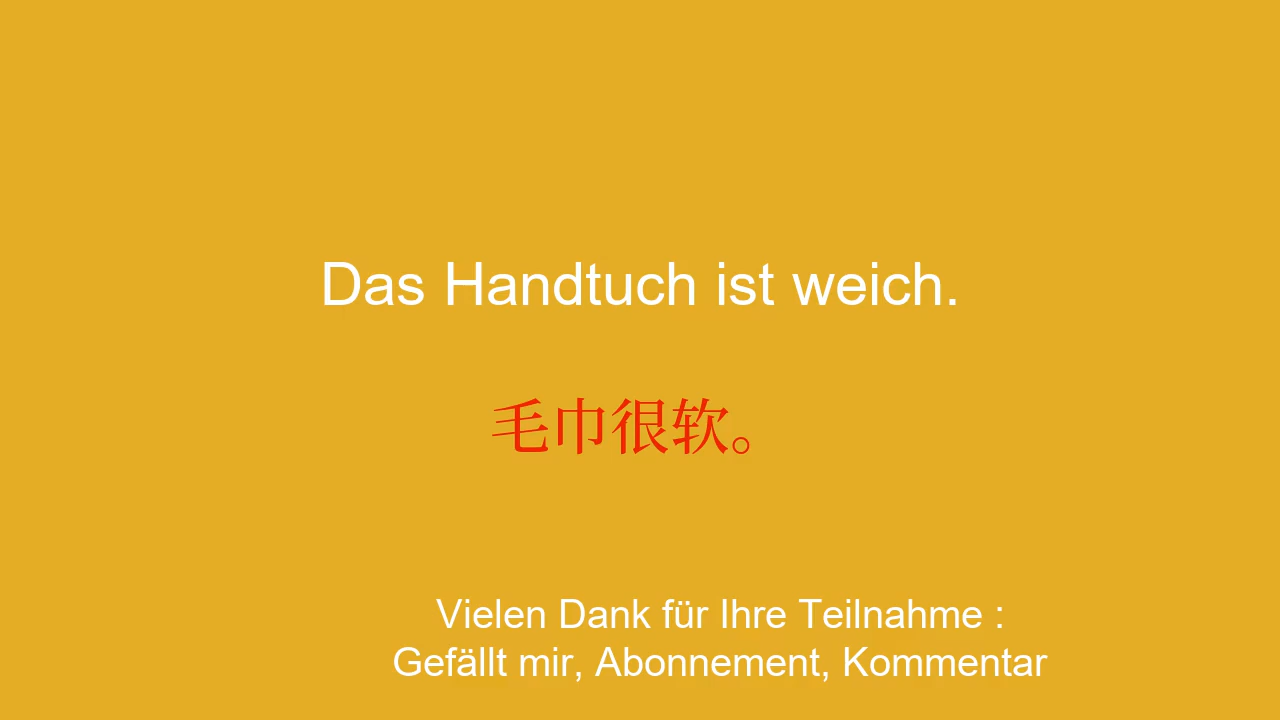 Das Handtuch ist weich.
毛巾很软。
Vielen Dank für Ihre Teilnahme :
Gefällt mir, Abonnement, Kommentar